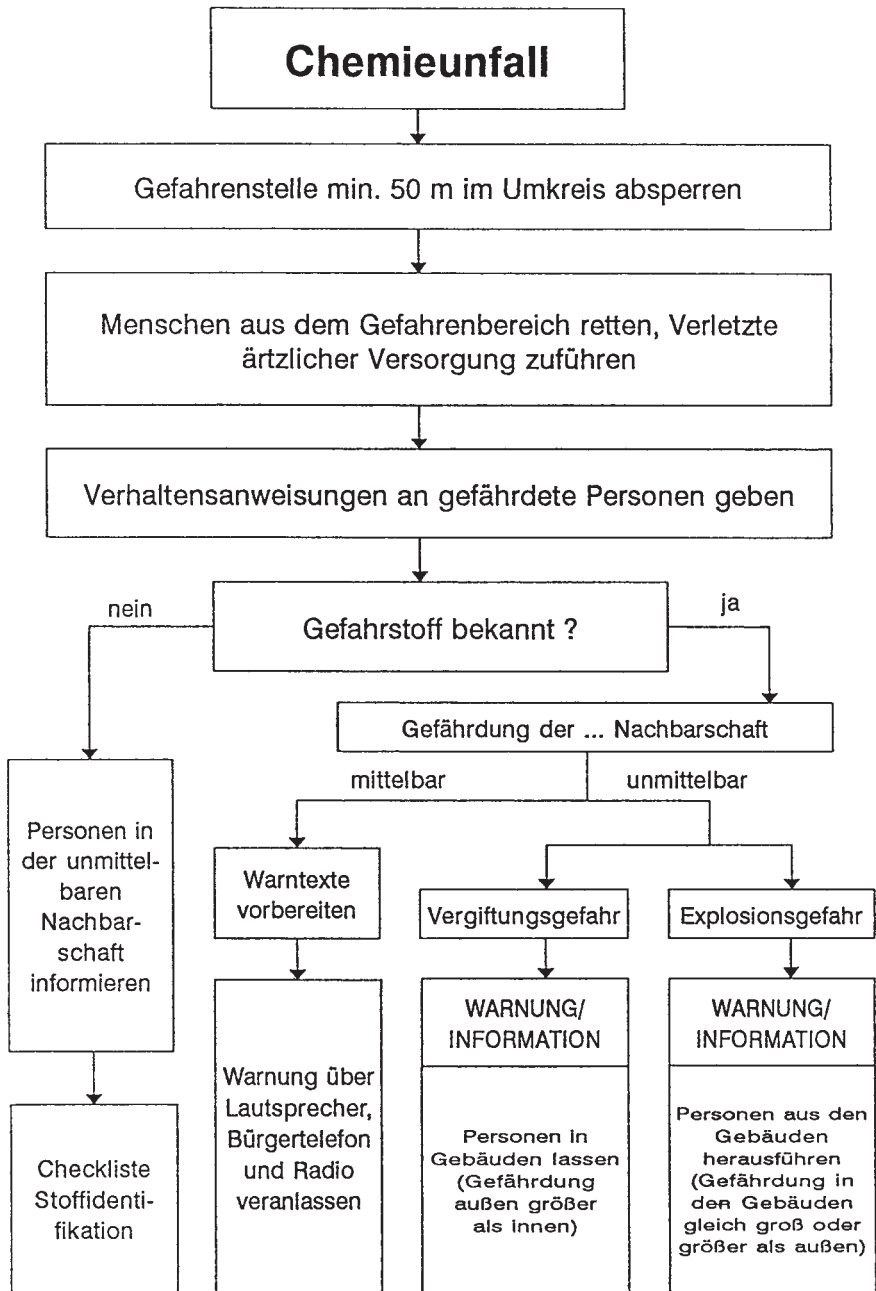 Chemieunfall
Gefahrenstelle min. 50 m im Umkreis absperren
Menschen aus dem Gefahrenbereich retten, Verletzte
ärtzlicher Versorgung zuführen
Verhaltensanweisungen an gefährdete Personen geben
nein
Gefahrstoff bekannt ?
ja
Gefährdung der ... Nachbarschaft
mittelbar
unmittelbar
Personen in
der unmittel-
baren
Nachbar-
schaft
informieren
Warntexte
vorbereiten
Vergiftungsgefahr
Explosionsgefahr
Checkliste
Stoffidenti-
fikation
Warnung über
Lautsprecher,
Bürgertelefon
und Radio
veranlassen
WARNUNG/
INFORMATION
Personen in
Gebäuden lassen
(Gefährdung
außen größer
als innen)
WARNUNG/
INFORMATION
Personen aus den
Gebäuden
herausführen
(Gefährdung in
den Gebäuden
gleich groß oder
größer als außen)